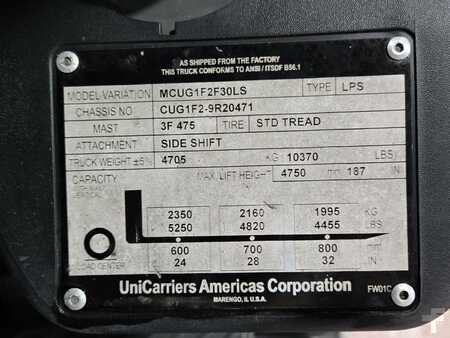 AS SHIPPED FROM THE FACTORY
THIS TRUCK CONFORMS TO ANSI / ITSDF B56.1
MODEL VARIATION MCUG1F2F30LS TYPE LPS
CHASSIS NO CUG1F2-9R20471
MAST 3F 475 TIRE STD TREAD
ATTACHMENT SIDE SHIFT
TRUCK WEIGHT ±5% 4705 KG 10370 LBS
CAPACITY MAX. LIFT HEIGHT 4750 mm 187 IN
2350 2160 1995 KG
5250 4820 4455 LBS
600 700 800 mm
LOAD CENTER 24 28 32 IN
UniCarriers Americas Corporation
MARENGO, IL U.S.A.
FW01C